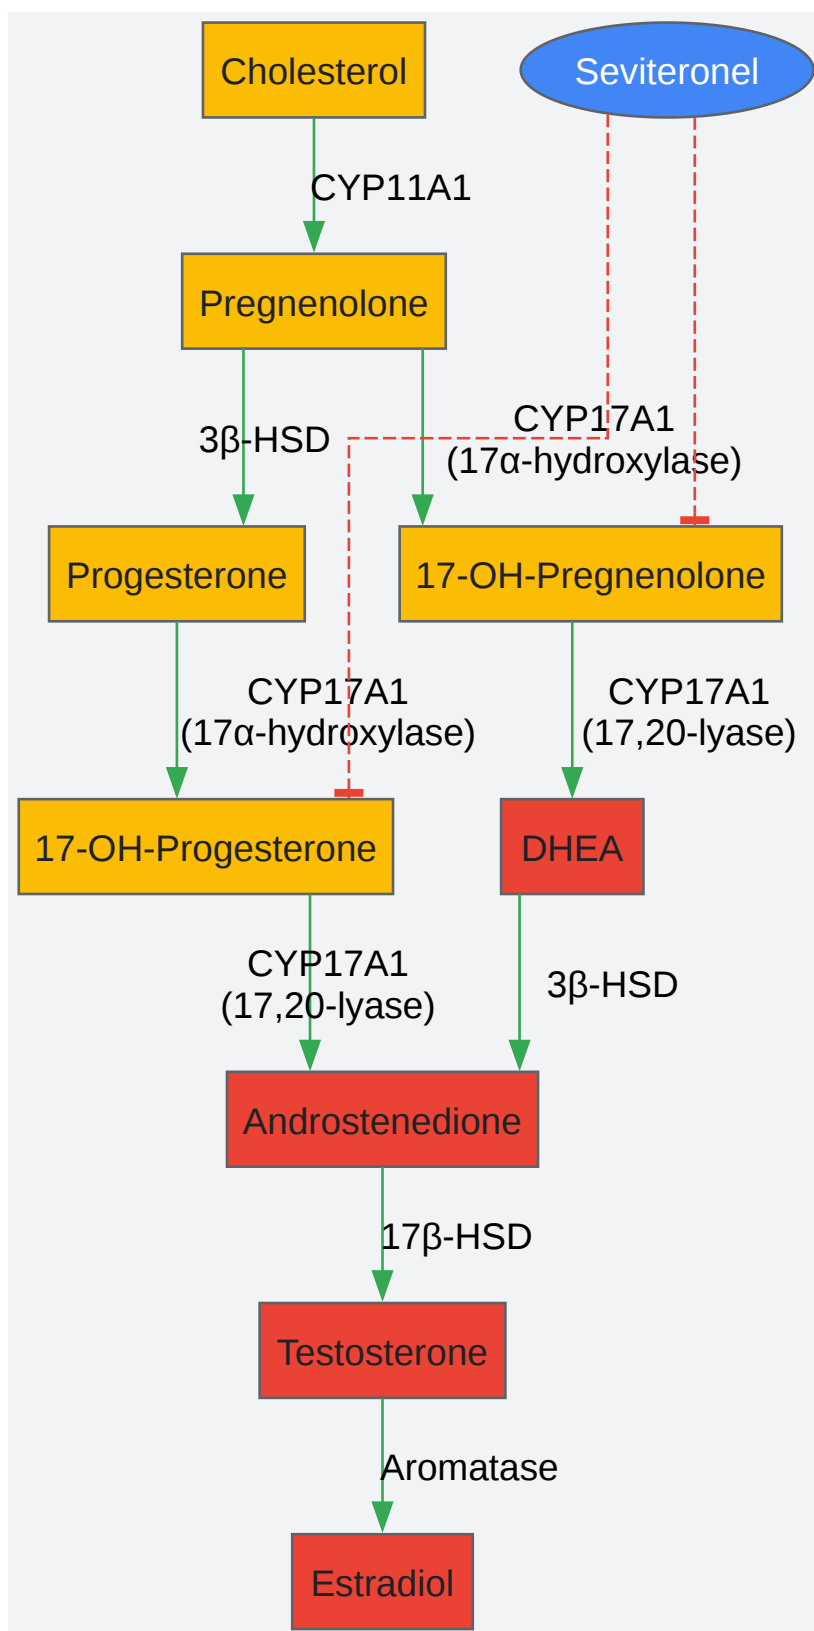 Cholesterol
Seviteronel
CYP11A1
Pregnenolone
3β-HSD
CYP17A1
(17α-hydroxylase)
Progesterone
17-OH-Pregnenolone
CYP17A1
(17α-hydroxylase)
CYP17A1
(17,20-lyase)
17-OH-Progesterone
DHEA
CYP17A1
(17,20-lyase)
3β-HSD
Androstenedione
17β-HSD
Testosterone
Aromatase
Estradiol